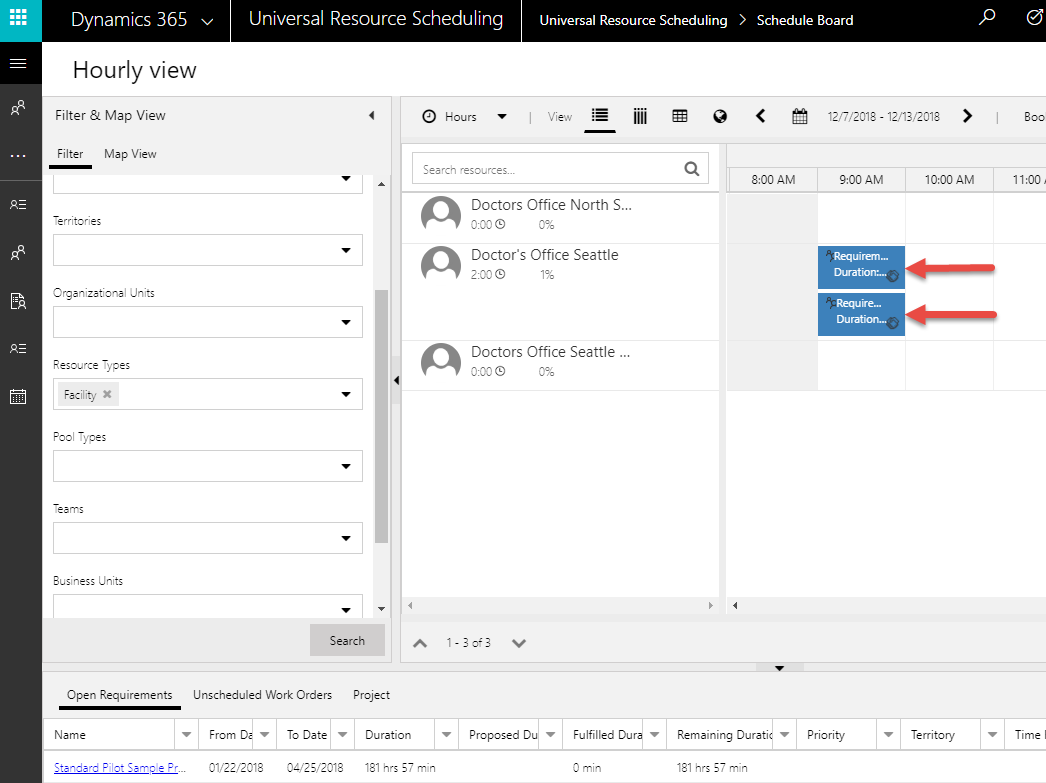 Dynamics 365
Universal Resource Scheduling
Universal Resource Scheduling > Schedule Board
Hourly view
Filter & Map View
Filter Map View
Territories
Organizational Units
Resource Types
Facility
Pool Types
Teams
Business Units
Search
Hours | View 12/7/2018 - 12/13/2018 | Boo
Search resources...
8:00 AM 9:00 AM 10:00 AM 11:00
Doctors Office North S...
0:00 0%
Doctor's Office Seattle
2:00 1%
Requirem...
Duration:...
Require...
Duration...
Doctors Office Seattle ...
0:00 0%
1 - 3 of 3
Open Requirements Unscheduled Work Orders Project
Name From Da To Date Duration Proposed Du Fulfilled Dura Remaining Duratio Priority Territory Time
Standard Pilot Sample Pr... 01/22/2018 04/25/2018 181 hrs 57 min 0 min 181 hrs 57 min